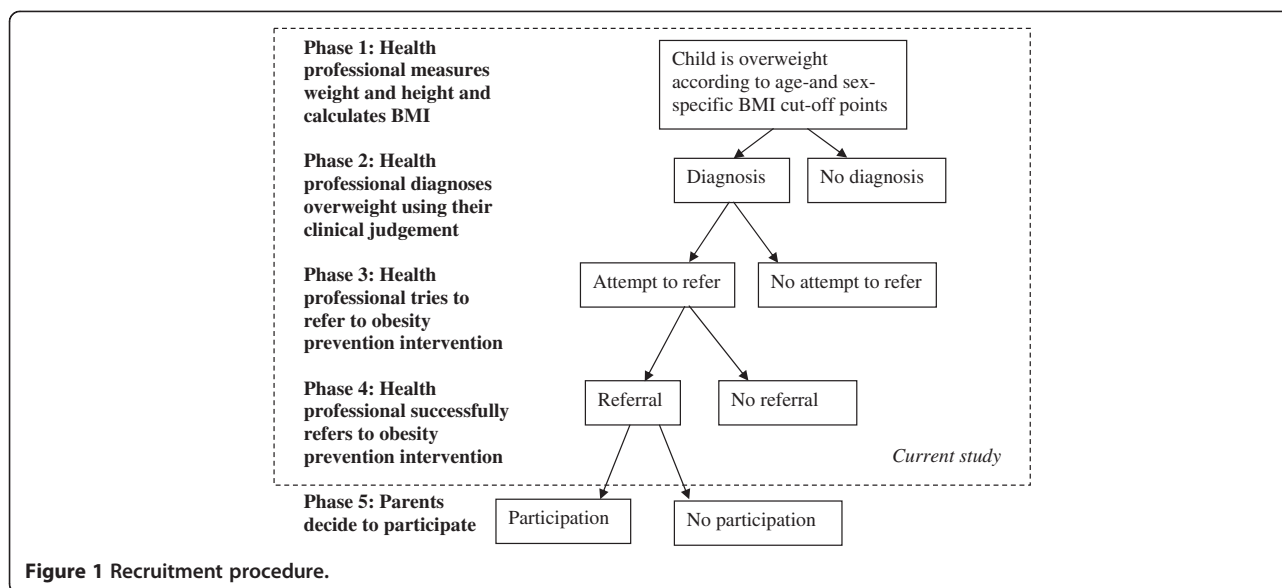 Phase 1: Health
professional measures
weight and height and
calculates BMI
Child is overweight
according to age-and sex-
specific BMI cut-off points
Phase 2: Health
professional diagnoses
overweight using their
clinical judgement
Diagnosis
No diagnosis
Phase 3: Health
professional tries to
refer to obesity
prevention intervention
Attempt to refer
No attempt to refer
Phase 4: Health
professional successfully
refers to obesity
prevention intervention
Referral
No referral
Current study
Phase 5: Parents
decide to participate
Participation
No participation
Figure 1 Recruitment procedure.